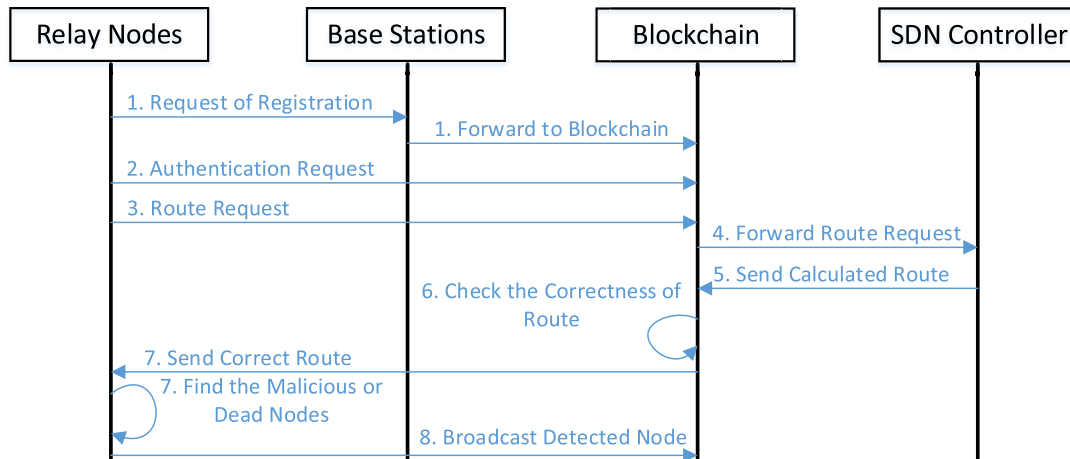 Relay Nodes
Base Stations
Blockchain
SDN Controller
1. Request of Registration
1. Forward to Blockchain
2. Authentication Request
3. Route Request
4. Forward Route Request
5. Send Calculated Route
6. Check the Correctness of
Route
7. Send Correct Route
7. Find the Malicious or
Dead Nodes
8. Broadcast Detected Node